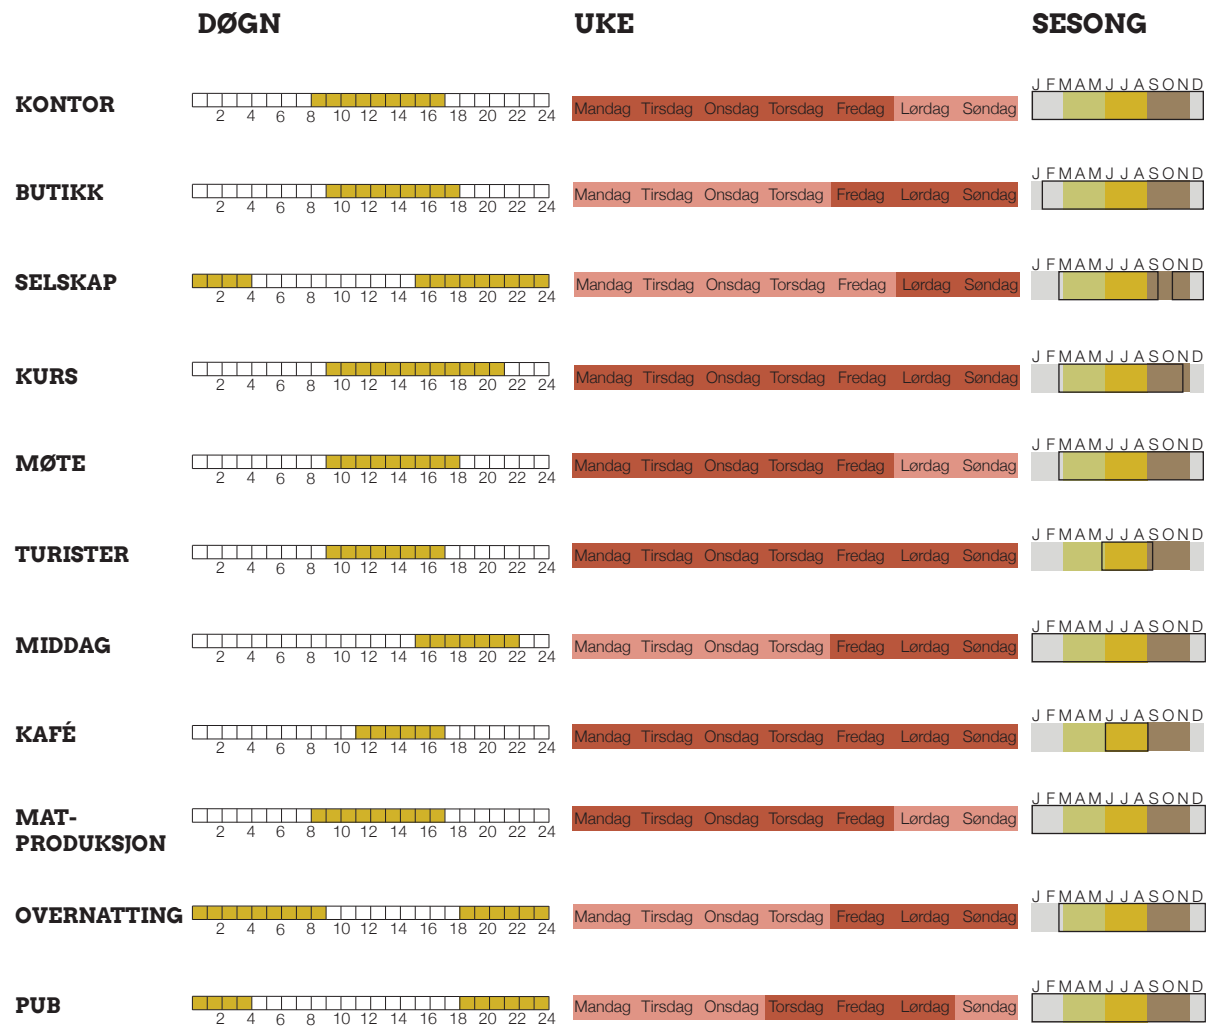 DØGN UKE SESONG
J F M A M J J A S O N D
KONTOR Mandag Tirsdag Onsdag Torsdag Fredag Lørdag Søndag
2 4 6 8 10 12 14 16 18 20 22 24
J F M A M J J A S O N D
BUTIKK Mandag Tirsdag Onsdag Torsdag Fredag Lørdag Søndag
2 4 6 8 10 12 14 16 18 20 22 24
J F M A M J J A S O N D
SELSKAP Mandag Tirsdag Onsdag Torsdag Fredag Lørdag Søndag
2 4 6 8 10 12 14 16 18 20 22 24
J F M A M J J A S O N D
KURS Mandag Tirsdag Onsdag Torsdag Fredag Lørdag Søndag
2 4 6 8 10 12 14 16 18 20 22 24
J F M A M J J A S O N D
MØTE Mandag Tirsdag Onsdag Torsdag Fredag Lørdag Søndag
2 4 6 8 10 12 14 16 18 20 22 24
J F M A M J J A S O N D
TURISTER Mandag Tirsdag Onsdag Torsdag Fredag Lørdag Søndag
2 4 6 8 10 12 14 16 18 20 22 24
J F M A M J J A S O N D
MIDDAG Mandag Tirsdag Onsdag Torsdag Fredag Lørdag Søndag
2 4 6 8 10 12 14 16 18 20 22 24
J F M A M J J A S O N D
KAFÉ Mandag Tirsdag Onsdag Torsdag Fredag Lørdag Søndag
2 4 6 8 10 12 14 16 18 20 22 24
J F M A M J J A S O N D
MAT- Mandag Tirsdag Onsdag Torsdag Fredag Lørdag Søndag
2 4 6 8 10 12 14 16 18 20 22 24
PRODUKSJON
J F M A M J J A S O N D
OVERNATTING Mandag Tirsdag Onsdag Torsdag Fredag Lørdag Søndag
2 4 6 8 10 12 14 16 18 20 22 24
J F M A M J J A S O N D
PUB Mandag Tirsdag Onsdag Torsdag Fredag Lørdag Søndag
2 4 6 8 10 12 14 16 18 20 22 24